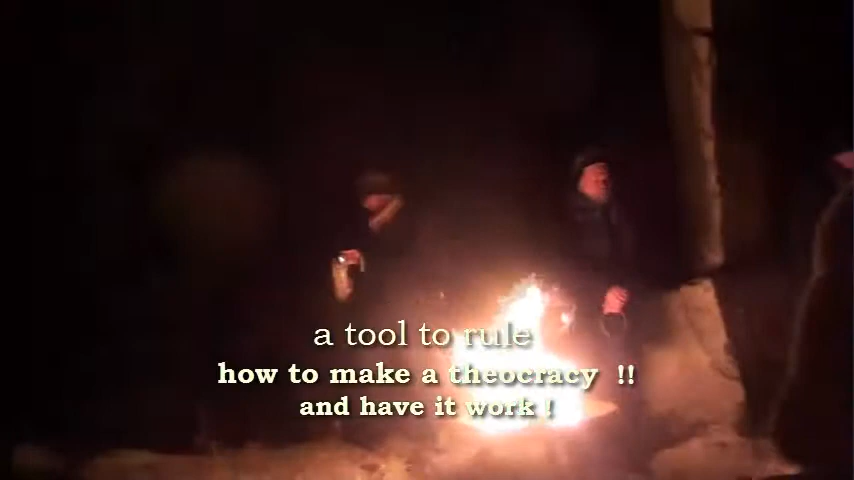 a tool to rule
how to make a theocracy !!
and have it work !